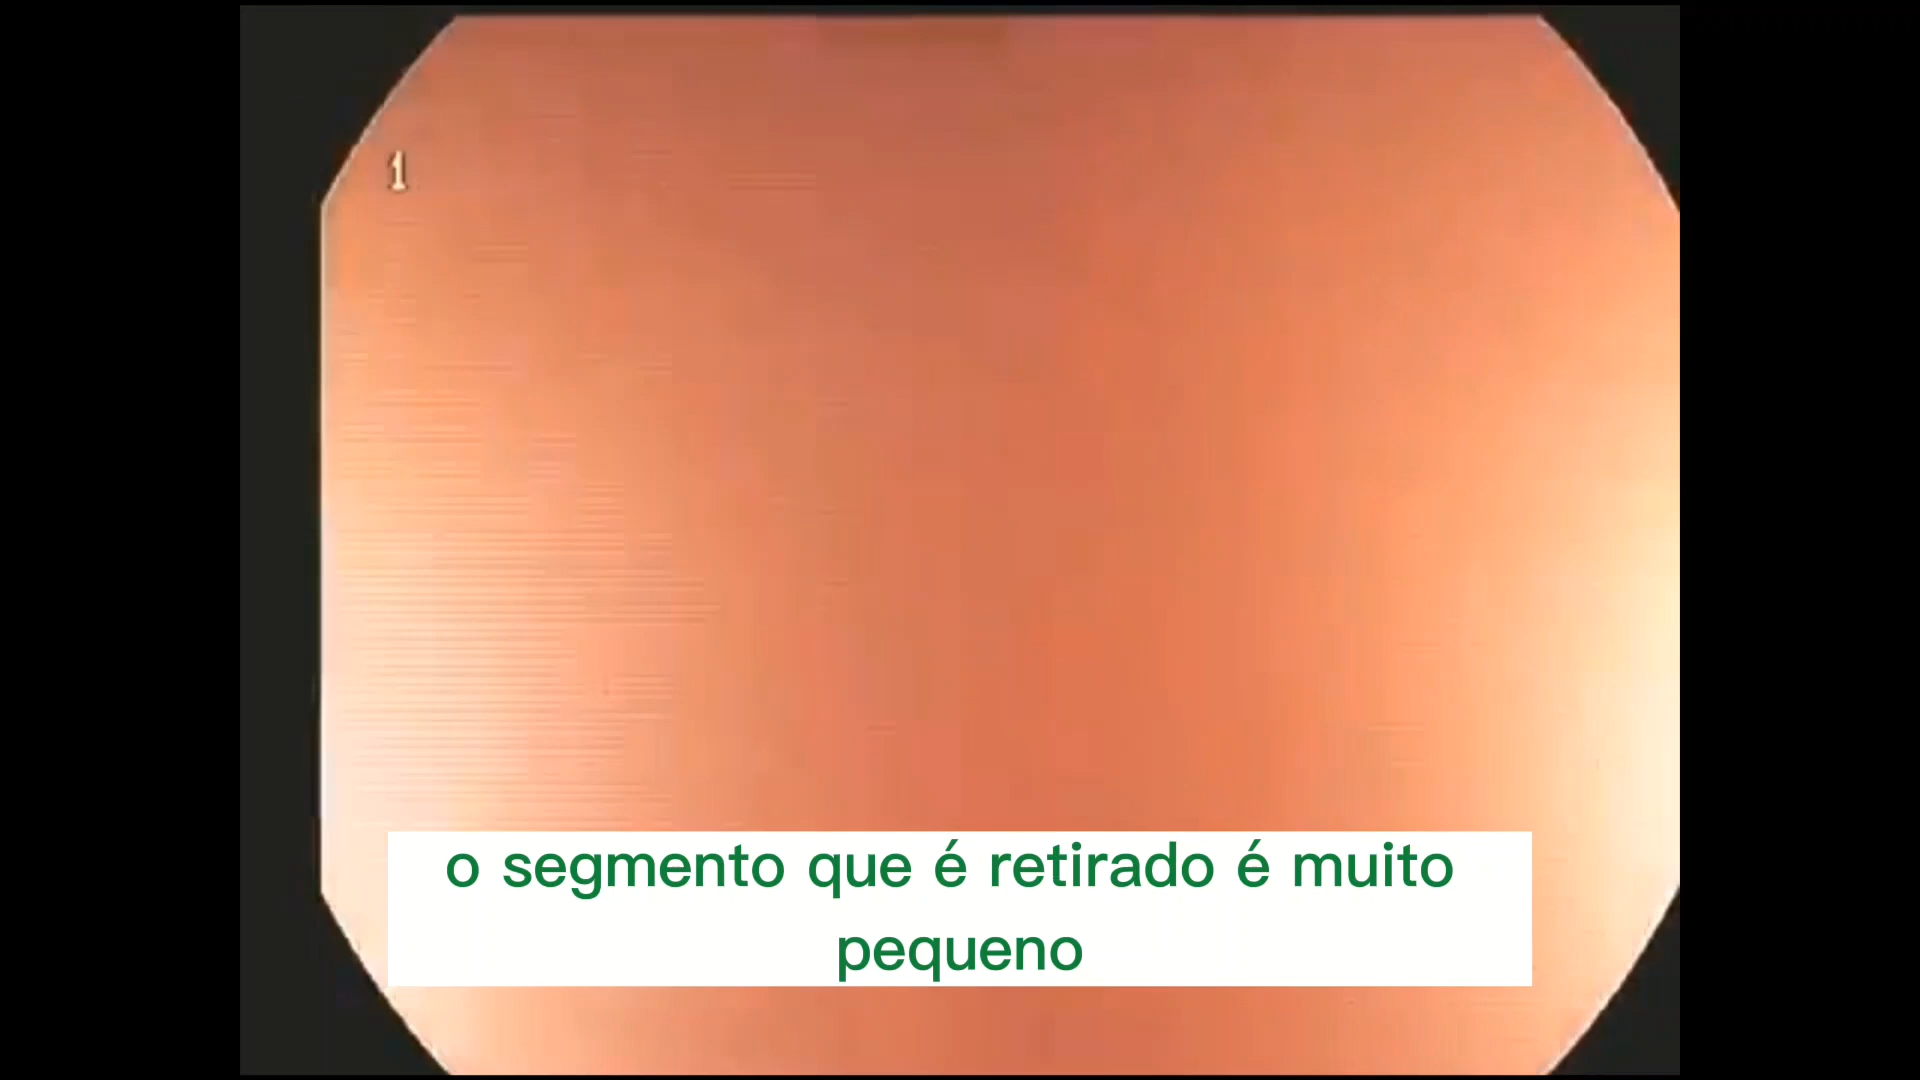 1
o segmento que é retirado é muito
pequeno